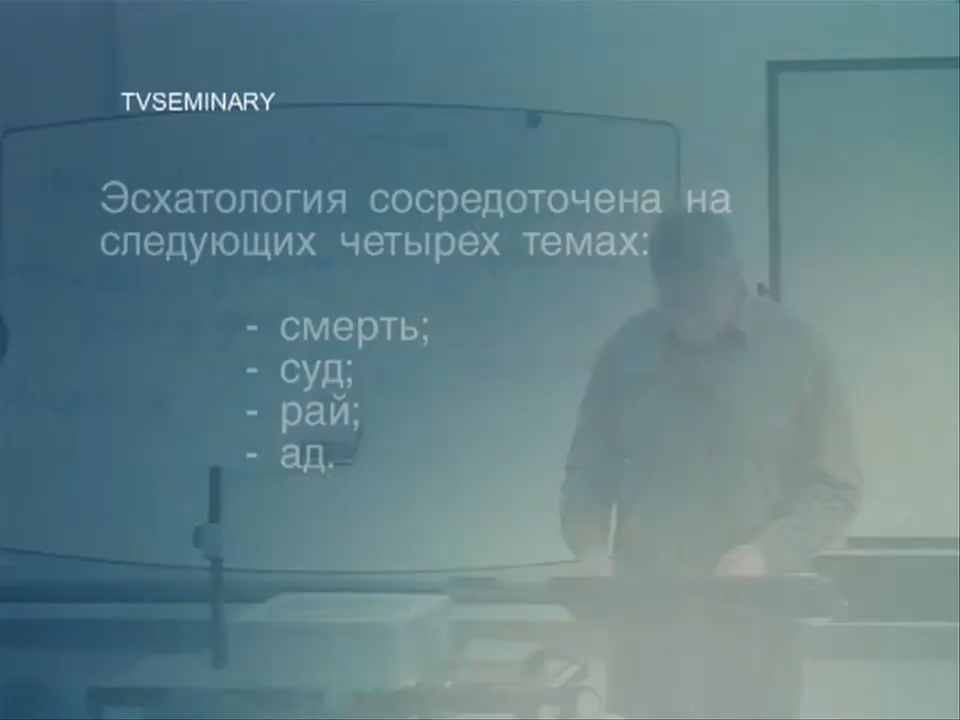 TVSEMINARY
Эсхатология сосредоточена на
следующих четырех темах:
- смерть;
- суд;
- рай;
- ад.